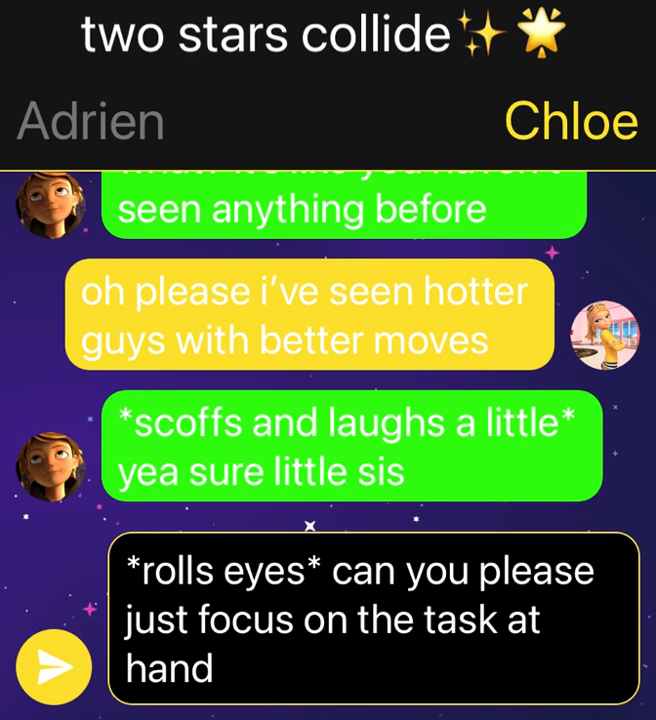 two stars collide✨🌟
Adrien
Chloe
seen anything before
oh please i've seen hotter
guys with better moves
*scoffs and laughs a little*
yea sure little sis
*rolls eyes* can you please
just focus on the task at
hand